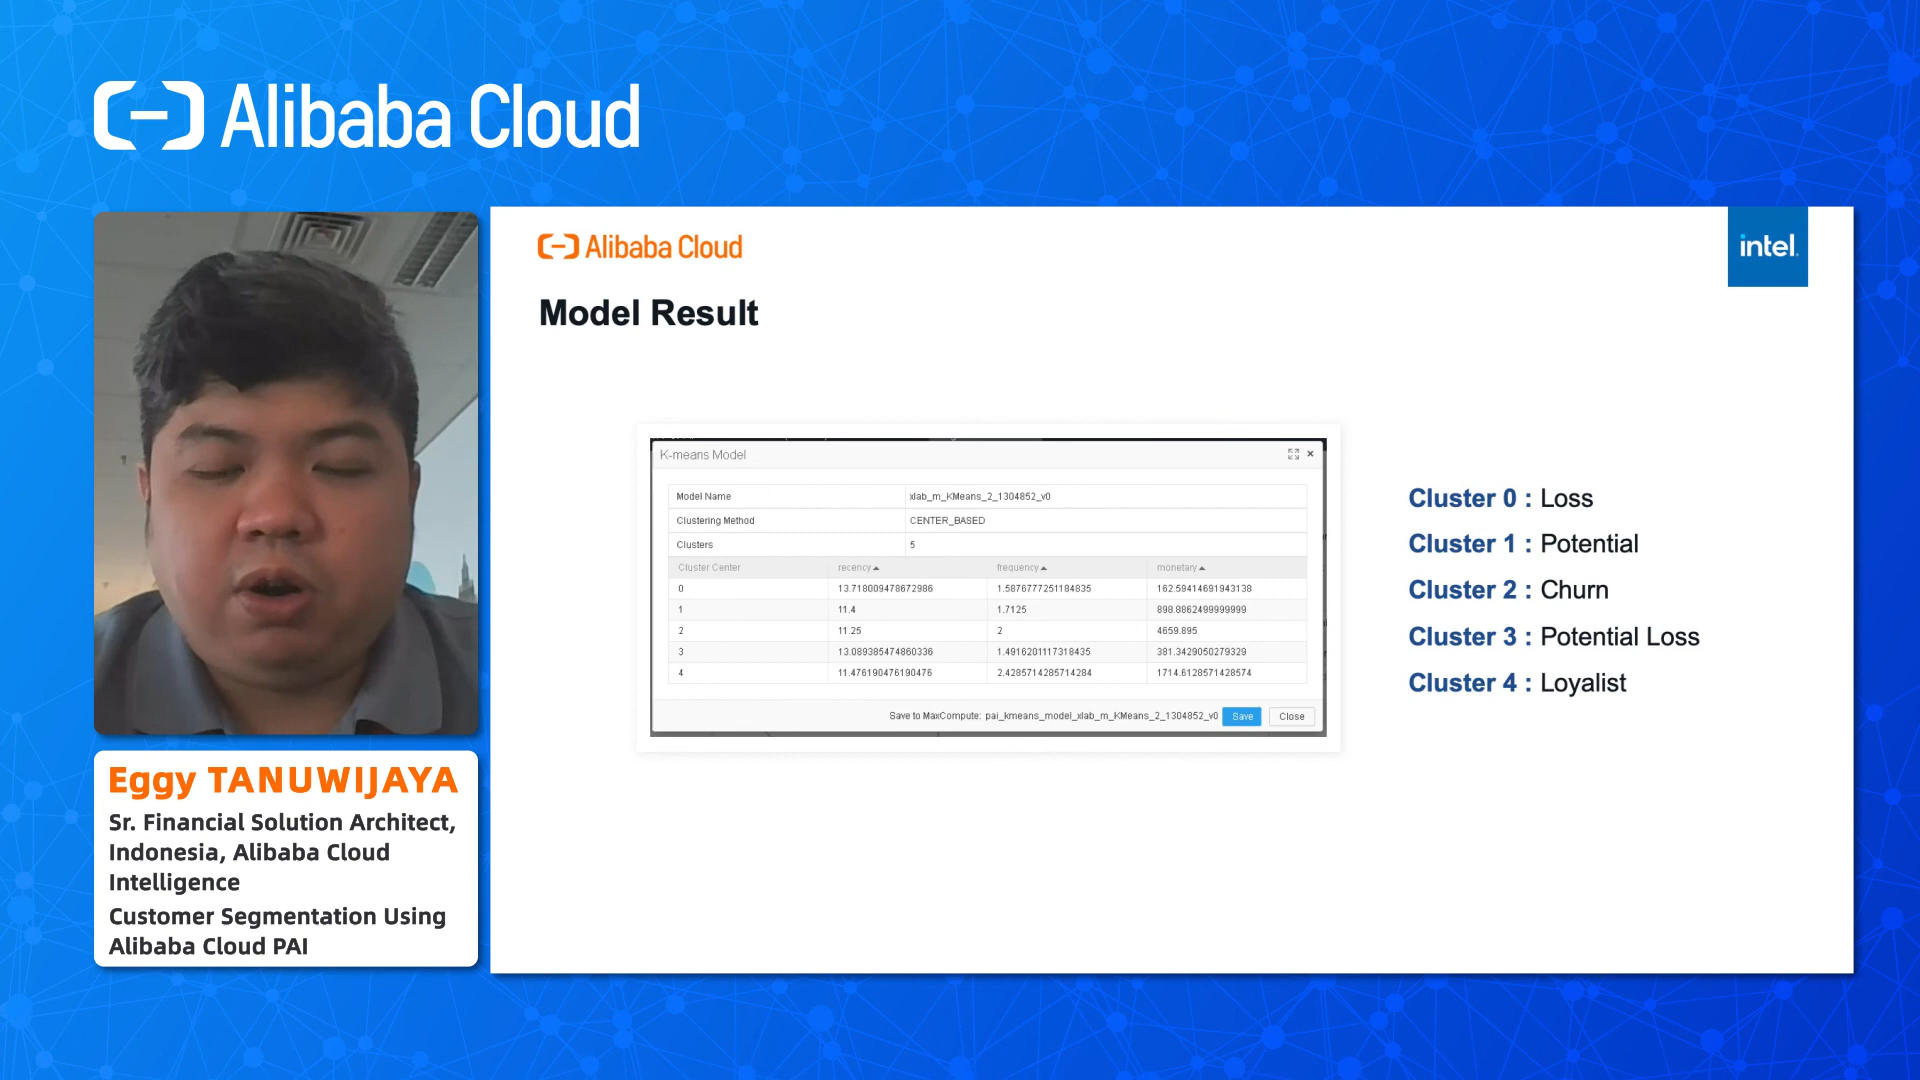 Alibaba Cloud
Alibaba Cloud
intel.
Model Result
K-means Model
Model Name xlab_m_KMeans_2_1304852_v0
Clustering Method CENTER_BASED
Clusters 5
Cluster Center recency frequency monetary
0 13.718009478672986 1.5876777251184835 162.59414691943138
1 11.4 1.7125 898.8862499999999
2 11.25 2 4659.895
3 13.089385474860336 1.4916201117318435 381.3429050279329
4 11.476190476190476 2.4285714285714284 1714.6128571428574
Save to MaxCompute: pai_kmeans_model_xlab_m_KMeans_2_1304852_v0 Save Close
Cluster 0 : Loss
Cluster 1 : Potential
Cluster 2 : Churn
Cluster 3 : Potential Loss
Cluster 4 : Loyalist
Eggy TANUWIJAYA
Sr. Financial Solution Architect,
Indonesia, Alibaba Cloud
Intelligence
Customer Segmentation Using
Alibaba Cloud PAI